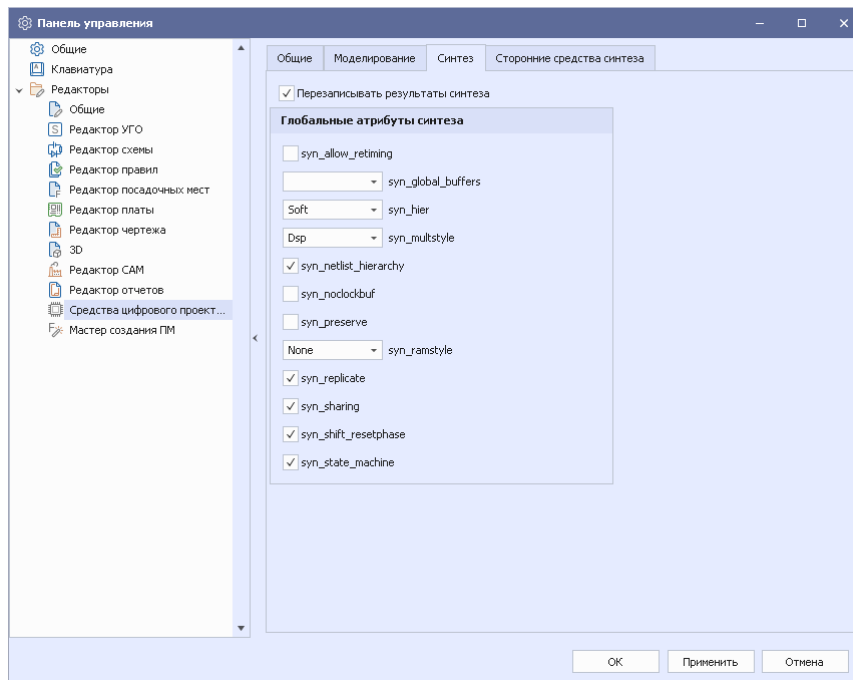 Панель управления
Общие
Клавиатура
Редакторы
Общие
Редактор УГО
Редактор схемы
Редактор правил
Редактор посадочных мест
Редактор платы
Редактор чертежа
3D
Редактор CAM
Редактор отчетов
Средства цифрового проект...
Мастер создания ПМ
Общие Моделирование Синтез Сторонние средства синтеза
Перезаписывать результаты синтеза
Глобальные атрибуты синтеза
syn_allow_retiming
syn_global_buffers
Soft syn_hier
Dsp syn_multstyle
syn_netlist_hierarchy
syn_noclockbuf
syn_preserve
None syn_ramstyle
syn_replicate
syn_sharing
syn_shift_resetphase
syn_state_machine
ОК Применить Отмена